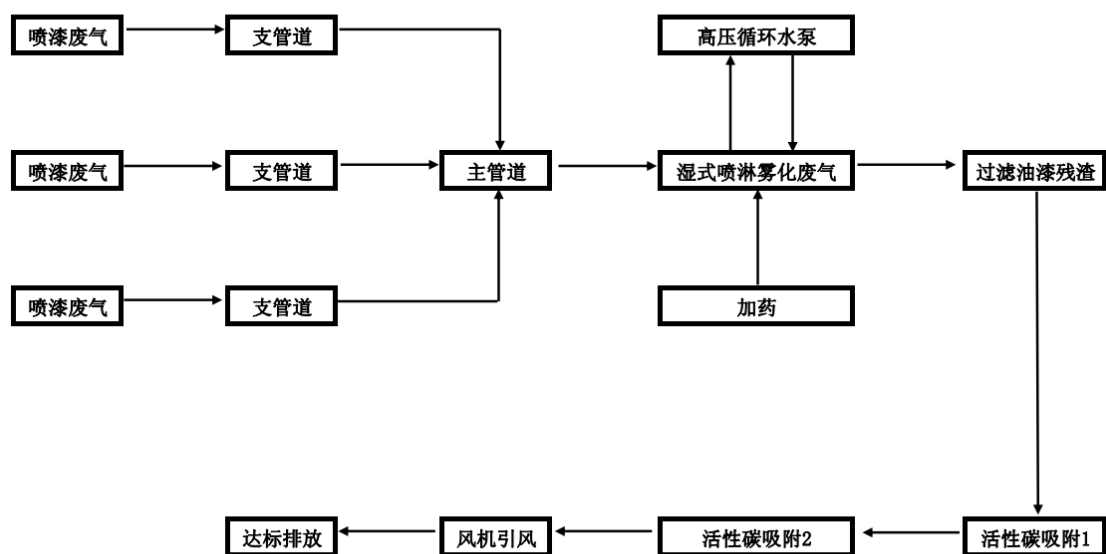 喷漆废气
支管道
高压循环水泵
喷漆废气
支管道
主管道
湿式喷淋雾化废气
过滤油漆残渣
喷漆废气
支管道
加药
达标排放
风机引风
活性碳吸附2
活性碳吸附1